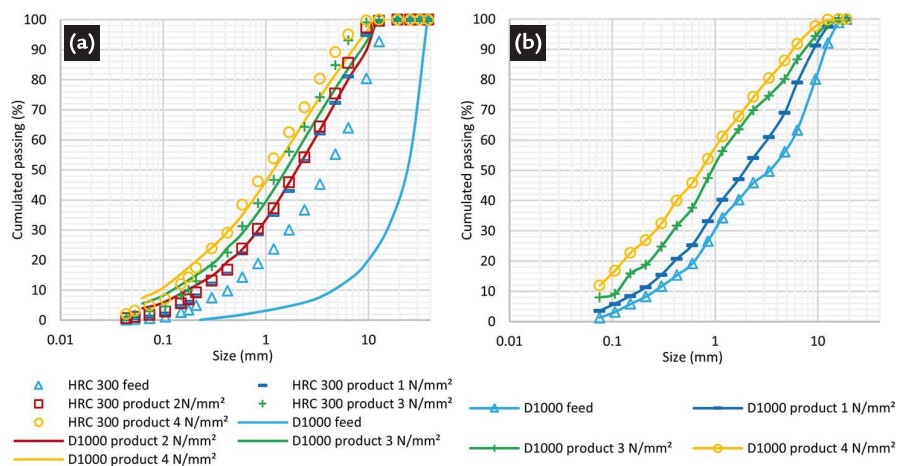 (a)
100
90
80
70
60
50
40
30
20
10
0
Cumulated passing (%)
0.01 0.1 1 10
Size (mm)
HRC 300 feed HRC 300 product 1 N/mm²
HRC 300 product 2N/mm² HRC 300 product 3 N/mm²
HRC 300 product 4 N/mm² D1000 feed
D1000 product 2 N/mm² D1000 product 3 N/mm²
D1000 product 4 N/mm²
(b)
100
90
80
70
60
50
40
30
20
10
0
Cumulated passing (%)
0.01 0.1 1 10
Size (mm)
D1000 feed D1000 product 1 N/mm²
D1000 product 3 N/mm² D1000 product 4 N/mm²